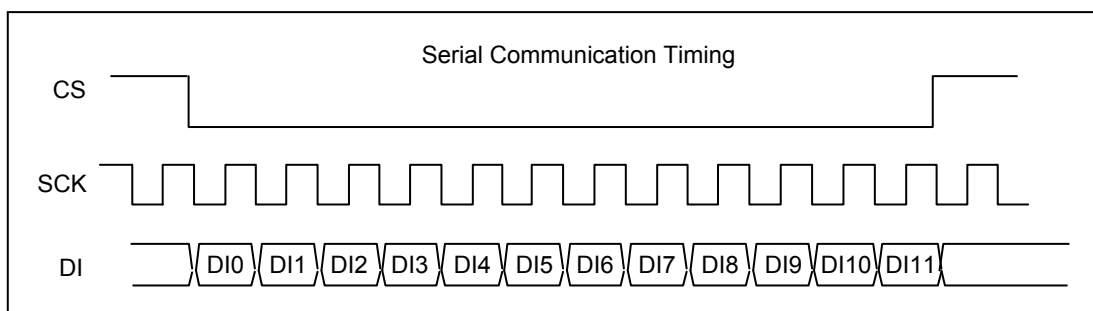 Serial Communication Timing
CS
SCK
DI DI0 DI1 DI2 DI3 DI4 DI5 DI6 DI7 DI8 DI9 DI10 DI11